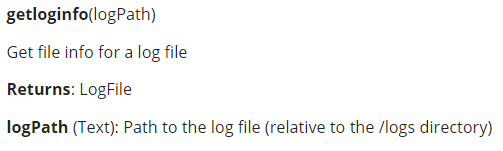 getloginfo(logPath)
Get file info for a log file
Returns: LogFile
logPath (Text): Path to the log file (relative to the /logs directory)